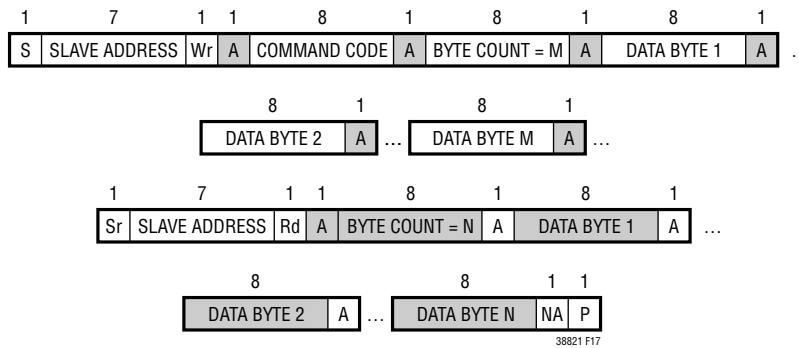 1 7 1 1 8 1 8 1 8 1
S SLAVE ADDRESS Wr A COMMAND CODE A BYTE COUNT = M A DATA BYTE 1 A .
8 1 8 1
DATA BYTE 2 A … DATA BYTE M A …
1 7 1 1 8 1 8 1
Sr SLAVE ADDRESS Rd A BYTE COUNT = N A DATA BYTE 1 A …
8 8 1 1
DATA BYTE 2 A … DATA BYTE N NA P
38821 F17